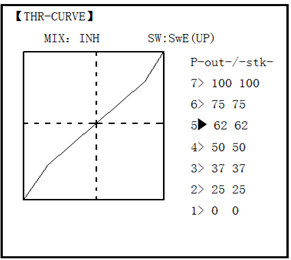 【THR-CURVE】
MIX: INH SW:SwE(UP)
P-out-/-stk-
7> 100 100
6> 75 75
5▶ 62 62
4> 50 50
3> 37 37
2> 25 25
1> 0 0